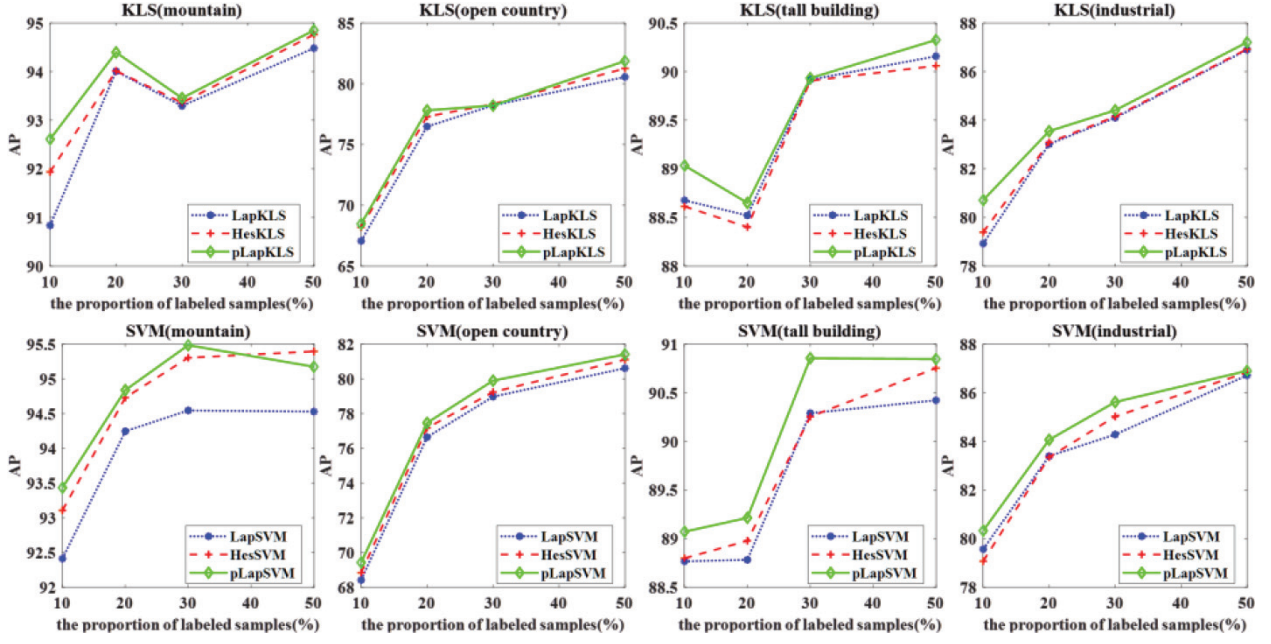 KLS(mountain)
95
94
93
92
91
90
AP
LapKLS
HesKLS
pLapKLS
10 20 30 50
the proportion of labeled samples(%)
KLS(open country)
85
80
75
70
65
AP
LapKLS
HesKLS
pLapKLS
10 20 30 50
the proportion of labeled samples(%)
KLS(tall building)
90.5
90
89.5
89
88.5
88
AP
LapKLS
HesKLS
pLapKLS
10 20 30 50
the proportion of labeled samples(%)
KLS(industrial)
88
86
84
82
80
78
AP
LapKLS
HesKLS
pLapKLS
10 20 30 50
the proportion of labeled samples(%)
SVM(mountain)
95.5
95
94.5
94
93.5
93
92.5
92
AP
LapSVM
HesSVM
pLapSVM
10 20 30 50
the proportion of labeled samples(%)
SVM(open country)
82
80
78
76
74
72
70
68
AP
LapSVM
HesSVM
pLapSVM
10 20 30 50
the proportion of labeled samples(%)
SVM(tall building)
91
90.5
90
89.5
89
88.5
AP
LapSVM
HesSVM
pLapSVM
10 20 30 50
the proportion of labeled samples(%)
SVM(industrial)
88
86
84
82
80
78
AP
LapSVM
HesSVM
pLapSVM
10 20 30 50
the proportion of labeled samples(%)